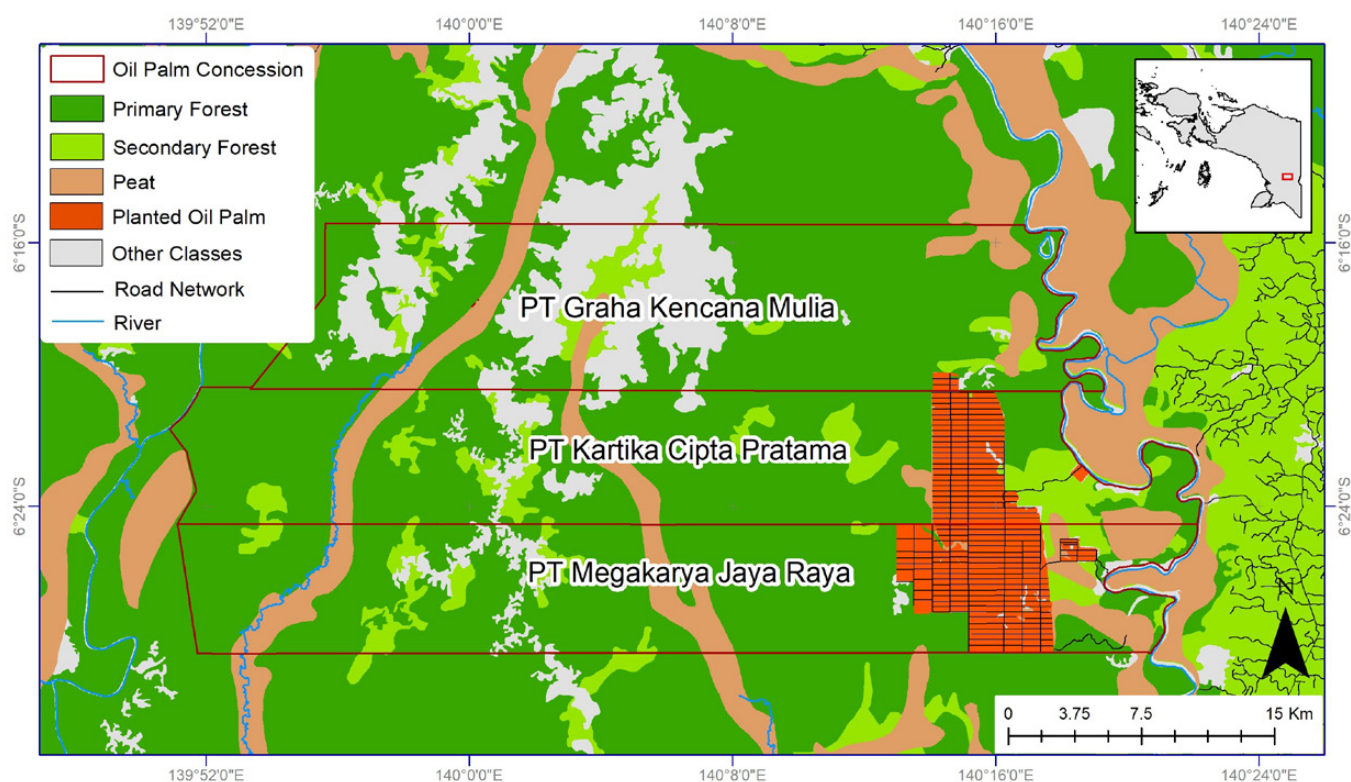 139°52'0"E 140°0'0"E 140°8'0"E 140°16'0"E 140°24'0"E
Oil Palm Concession
Primary Forest
Secondary Forest
Peat
Planted Oil Palm
Other Classes
Road Network
River
6°16'0"S
6°16'0"S
PT Graha Kencana Mulia
PT Kartika Cipta Pratama
6°24'0"S
6°24'0"S
PT Megakarya Jaya Raya
N
0 3.75 7.5 15 Km
139°52'0"E 140°0'0"E 140°8'0"E 140°16'0"E 140°24'0"E